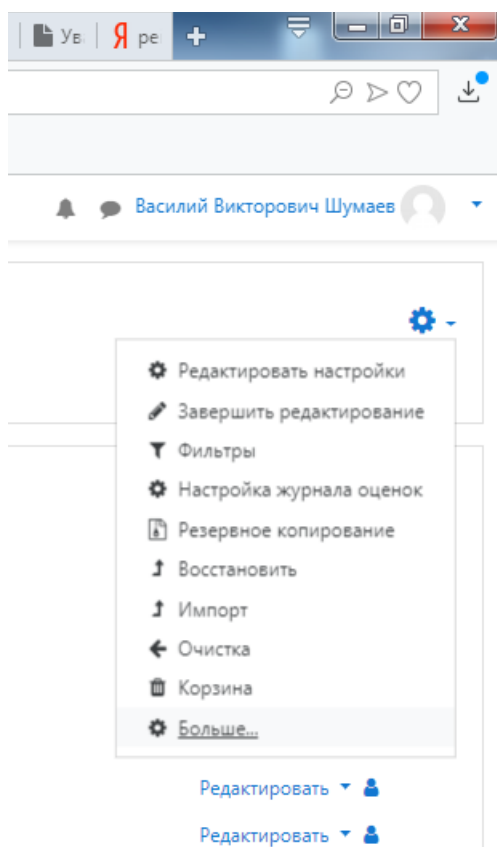 Ув Я ре
Василий Викторович Шумаев
Редактировать настройки
Завершить редактирование
Фильтры
Настройка журнала оценок
Резервное копирование
Восстановить
Импорт
Очистка
Корзина
Больше...
Редактировать
Редактировать